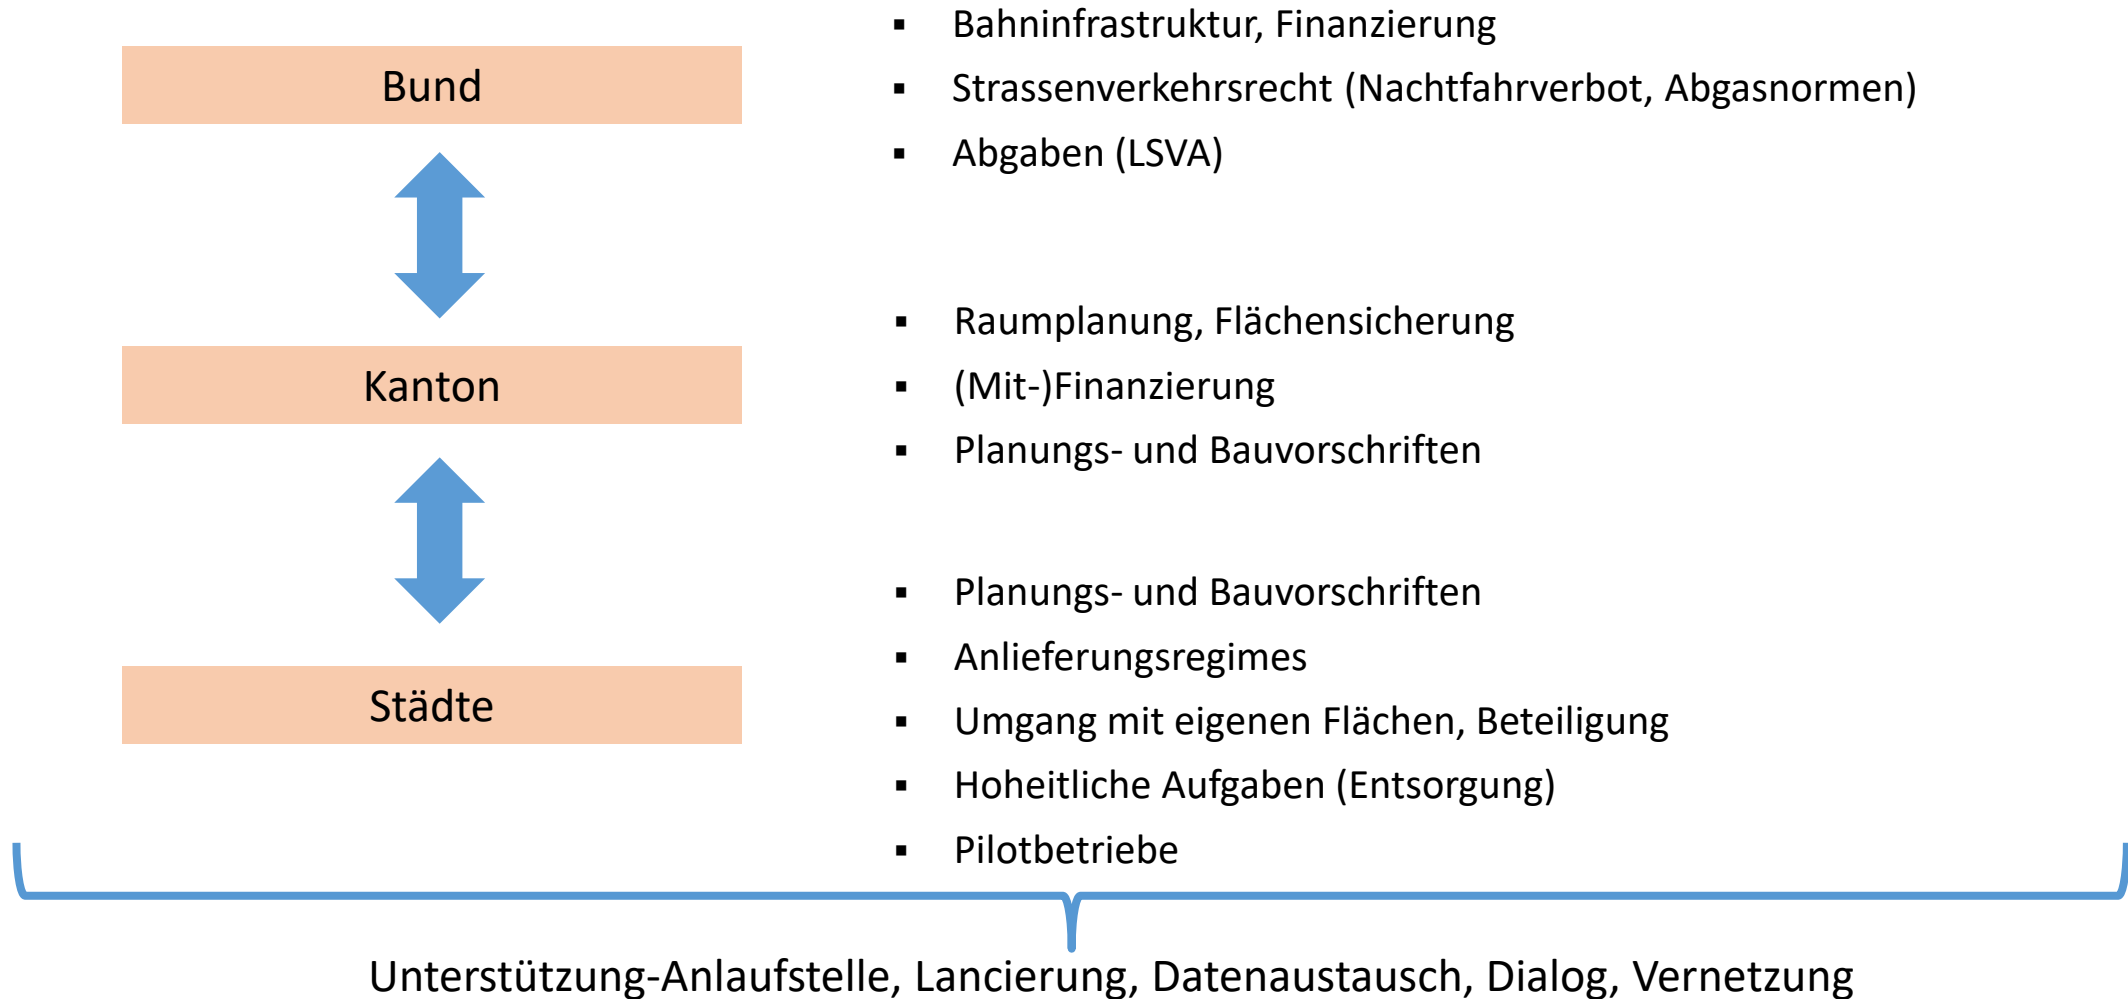 Bund
▪ Bahninfrastruktur, Finanzierung
▪ Strassenverkehrsrecht (Nachtfahrverbot, Abgasnormen)
▪ Abgaben (LSVA)
Kanton
▪ Raumplanung, Flächensicherung
▪ (Mit-)Finanzierung
▪ Planungs- und Bauvorschriften
Städte
▪ Planungs- und Bauvorschriften
▪ Anlieferungsregimes
▪ Umgang mit eigenen Flächen, Beteiligung
▪ Hoheitliche Aufgaben (Entsorgung)
▪ Pilotbetriebe
Unterstützung-Anlaufstelle, Lancierung, Datenaustausch, Dialog, Vernetzung